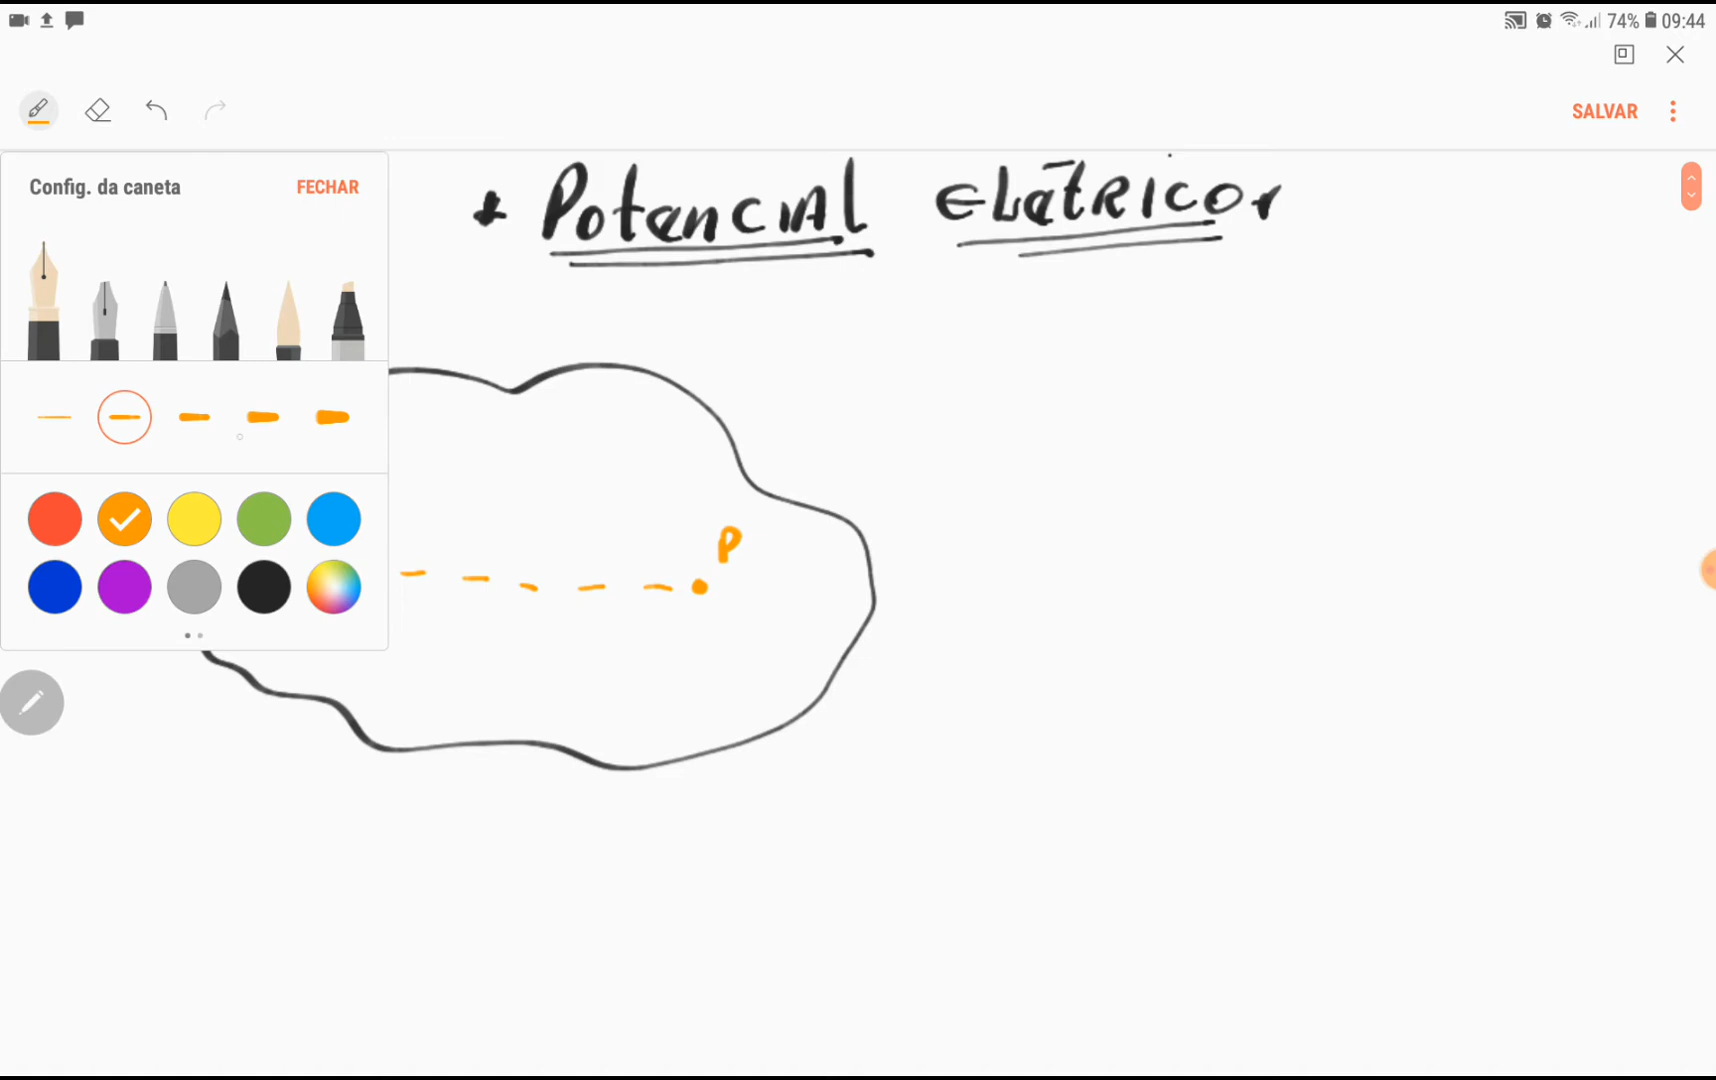 74% 09:44
SALVAR
Config. da caneta FECHAR
+ Potencial Elétrico
P